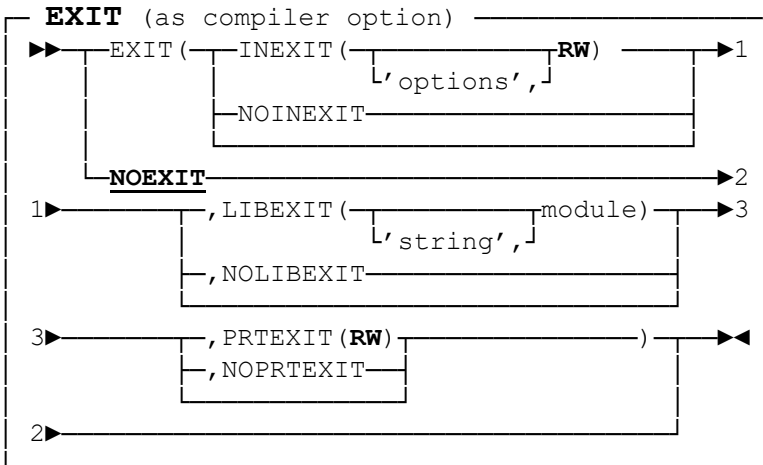 EXIT (as compiler option)
►►EXIT(INEXIT(RW)►1
'options',
NOINEXIT
NOEXIT►2
1►,LIBEXIT(module)►3
'string',
,NOLIBEXIT
3►,PRTEXIT(RW))►◄
,NOPRTEXIT
2►